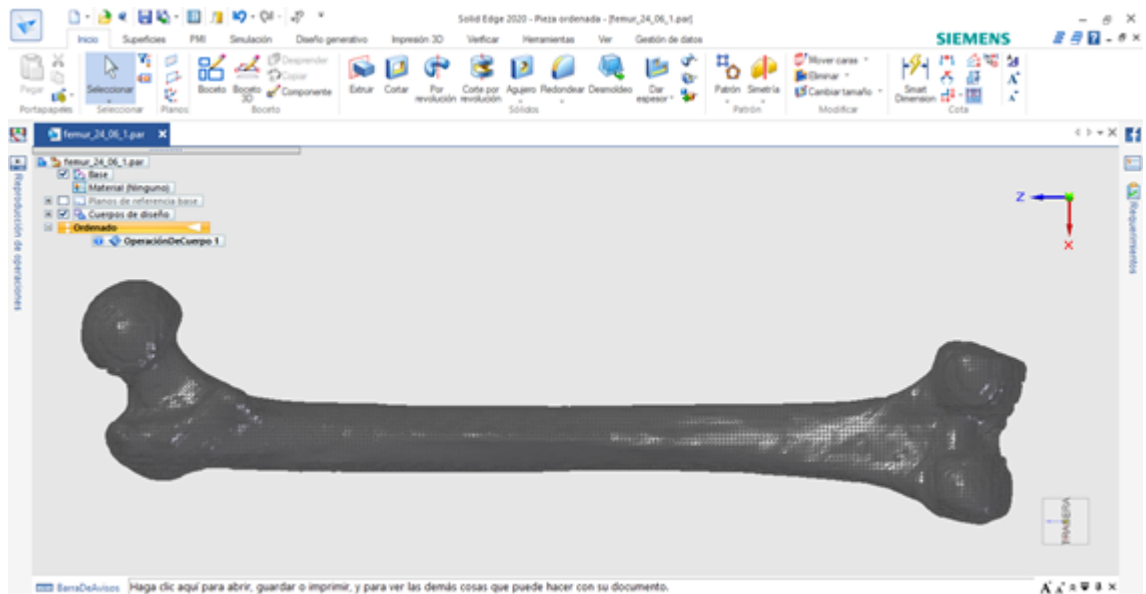 Solid Edge 2020 - Pieza ordenada - [femur_24_06_1.par]
Inicio Superficies PMI Simulación Diseño generativo Impresión 3D Verificar Herramientas Ver Gestión de datos
SIEMENS
Pegar
Portapapeles
Seleccionar
Seleccionar
Planos
Boceto
Boceto 3D
Desprender
Copiar
Componente
Boceto
Extruir
Cortar
Por revolución
Corte por revolución
Agujero
Redondear
Desmoldeo
Dar espesor
Sólidos
Patrón
Simetría
Patrón
Mover caras
Eliminar
Cambiar tamaño
Modificar
Smart Dimension
Cota
femur_24_06_1.par
femur_24_06_1.par
Base
Material (Ninguno)
Planos de referencia base
Cuerpos de diseño
Ordenado
OperaciónDeCuerpo 1
Reproducción de operaciones
Requerimientos
Z
X
TRASERA
BarraDeAvisos Haga clic aquí para abrir, guardar o imprimir, y para ver las demás cosas que puede hacer con su documento.